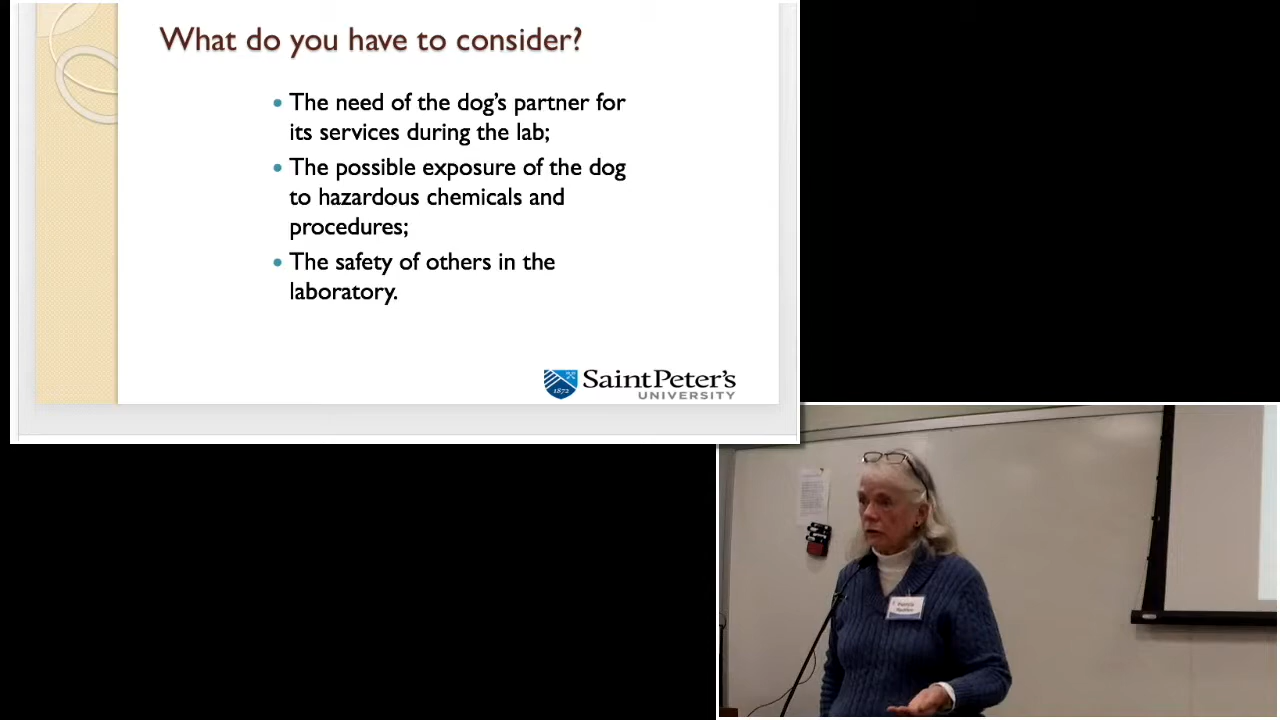 What do you have to consider?
• The need of the dog's partner for
its services during the lab;
• The possible exposure of the dog
to hazardous chemicals and
procedures;
• The safety of others in the
laboratory.
1872
Saint Peter's
UNIVERSITY